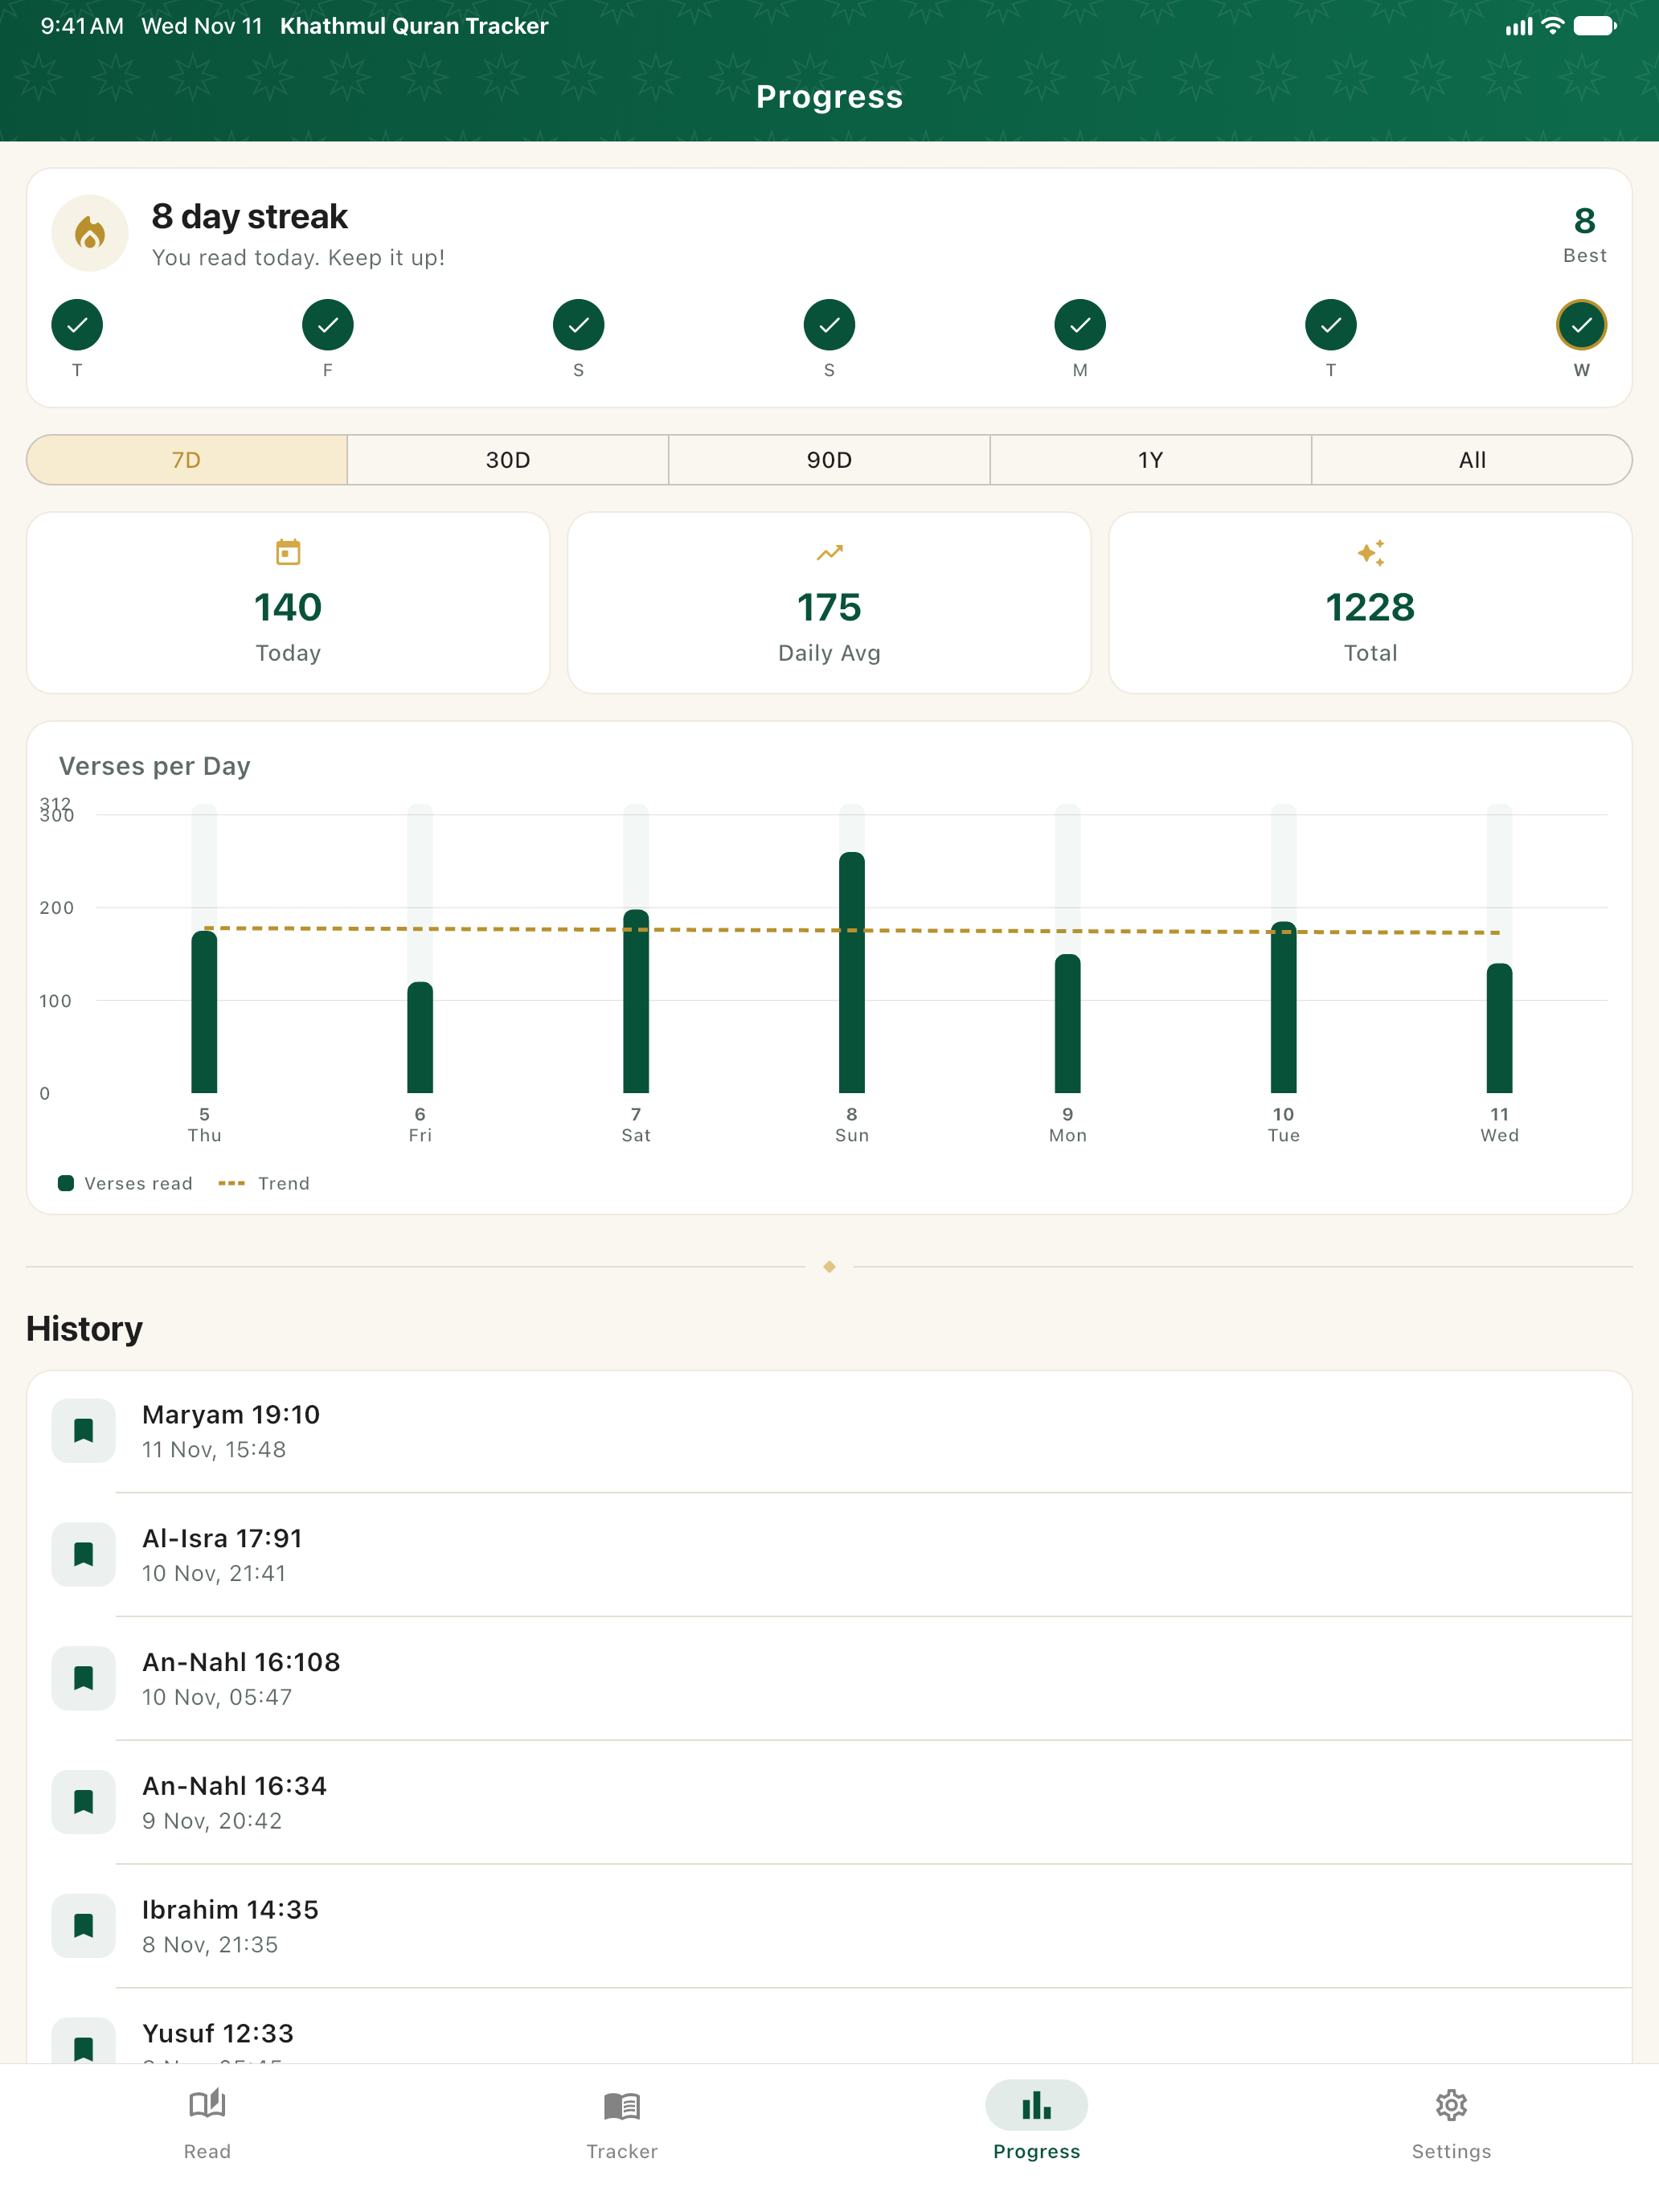 9:41 AM Wed Nov 11 Khathmul Quran Tracker
Progress
8 day streak
You read today. Keep it up!
8
Best
T F S S M T W
7D 30D 90D 1Y All
140
Today
175
Daily Avg
1228
Total
Verses per Day
312
300
200
100
0
5 6 7 8 9 10 11
Thu Fri Sat Sun Mon Tue Wed
Verses read Trend
History
Maryam 19:10
11 Nov, 15:48
Al-Isra 17:91
10 Nov, 21:41
An-Nahl 16:108
10 Nov, 05:47
An-Nahl 16:34
9 Nov, 20:42
Ibrahim 14:35
8 Nov, 21:35
Yusuf 12:33
Read Tracker Progress Settings